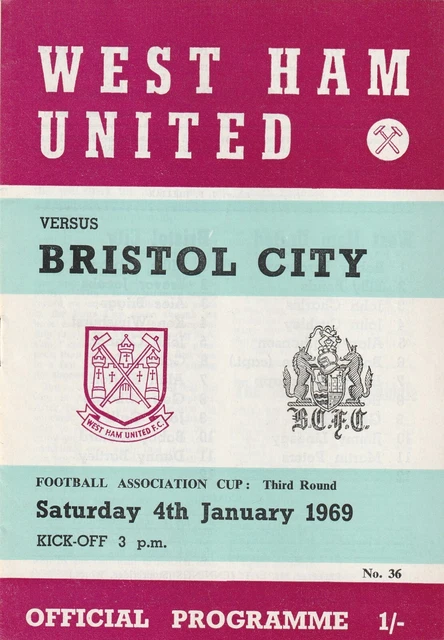 WEST HAM
UNITED
VERSUS
BRISTOL CITY
WEST HAM UNITED F.C.
B.C.F.C.
FOOTBALL ASSOCIATION CUP: Third Round
Saturday 4th January 1969
KICK-OFF 3 p.m.
No. 36
OFFICIAL PROGRAMME 1/-